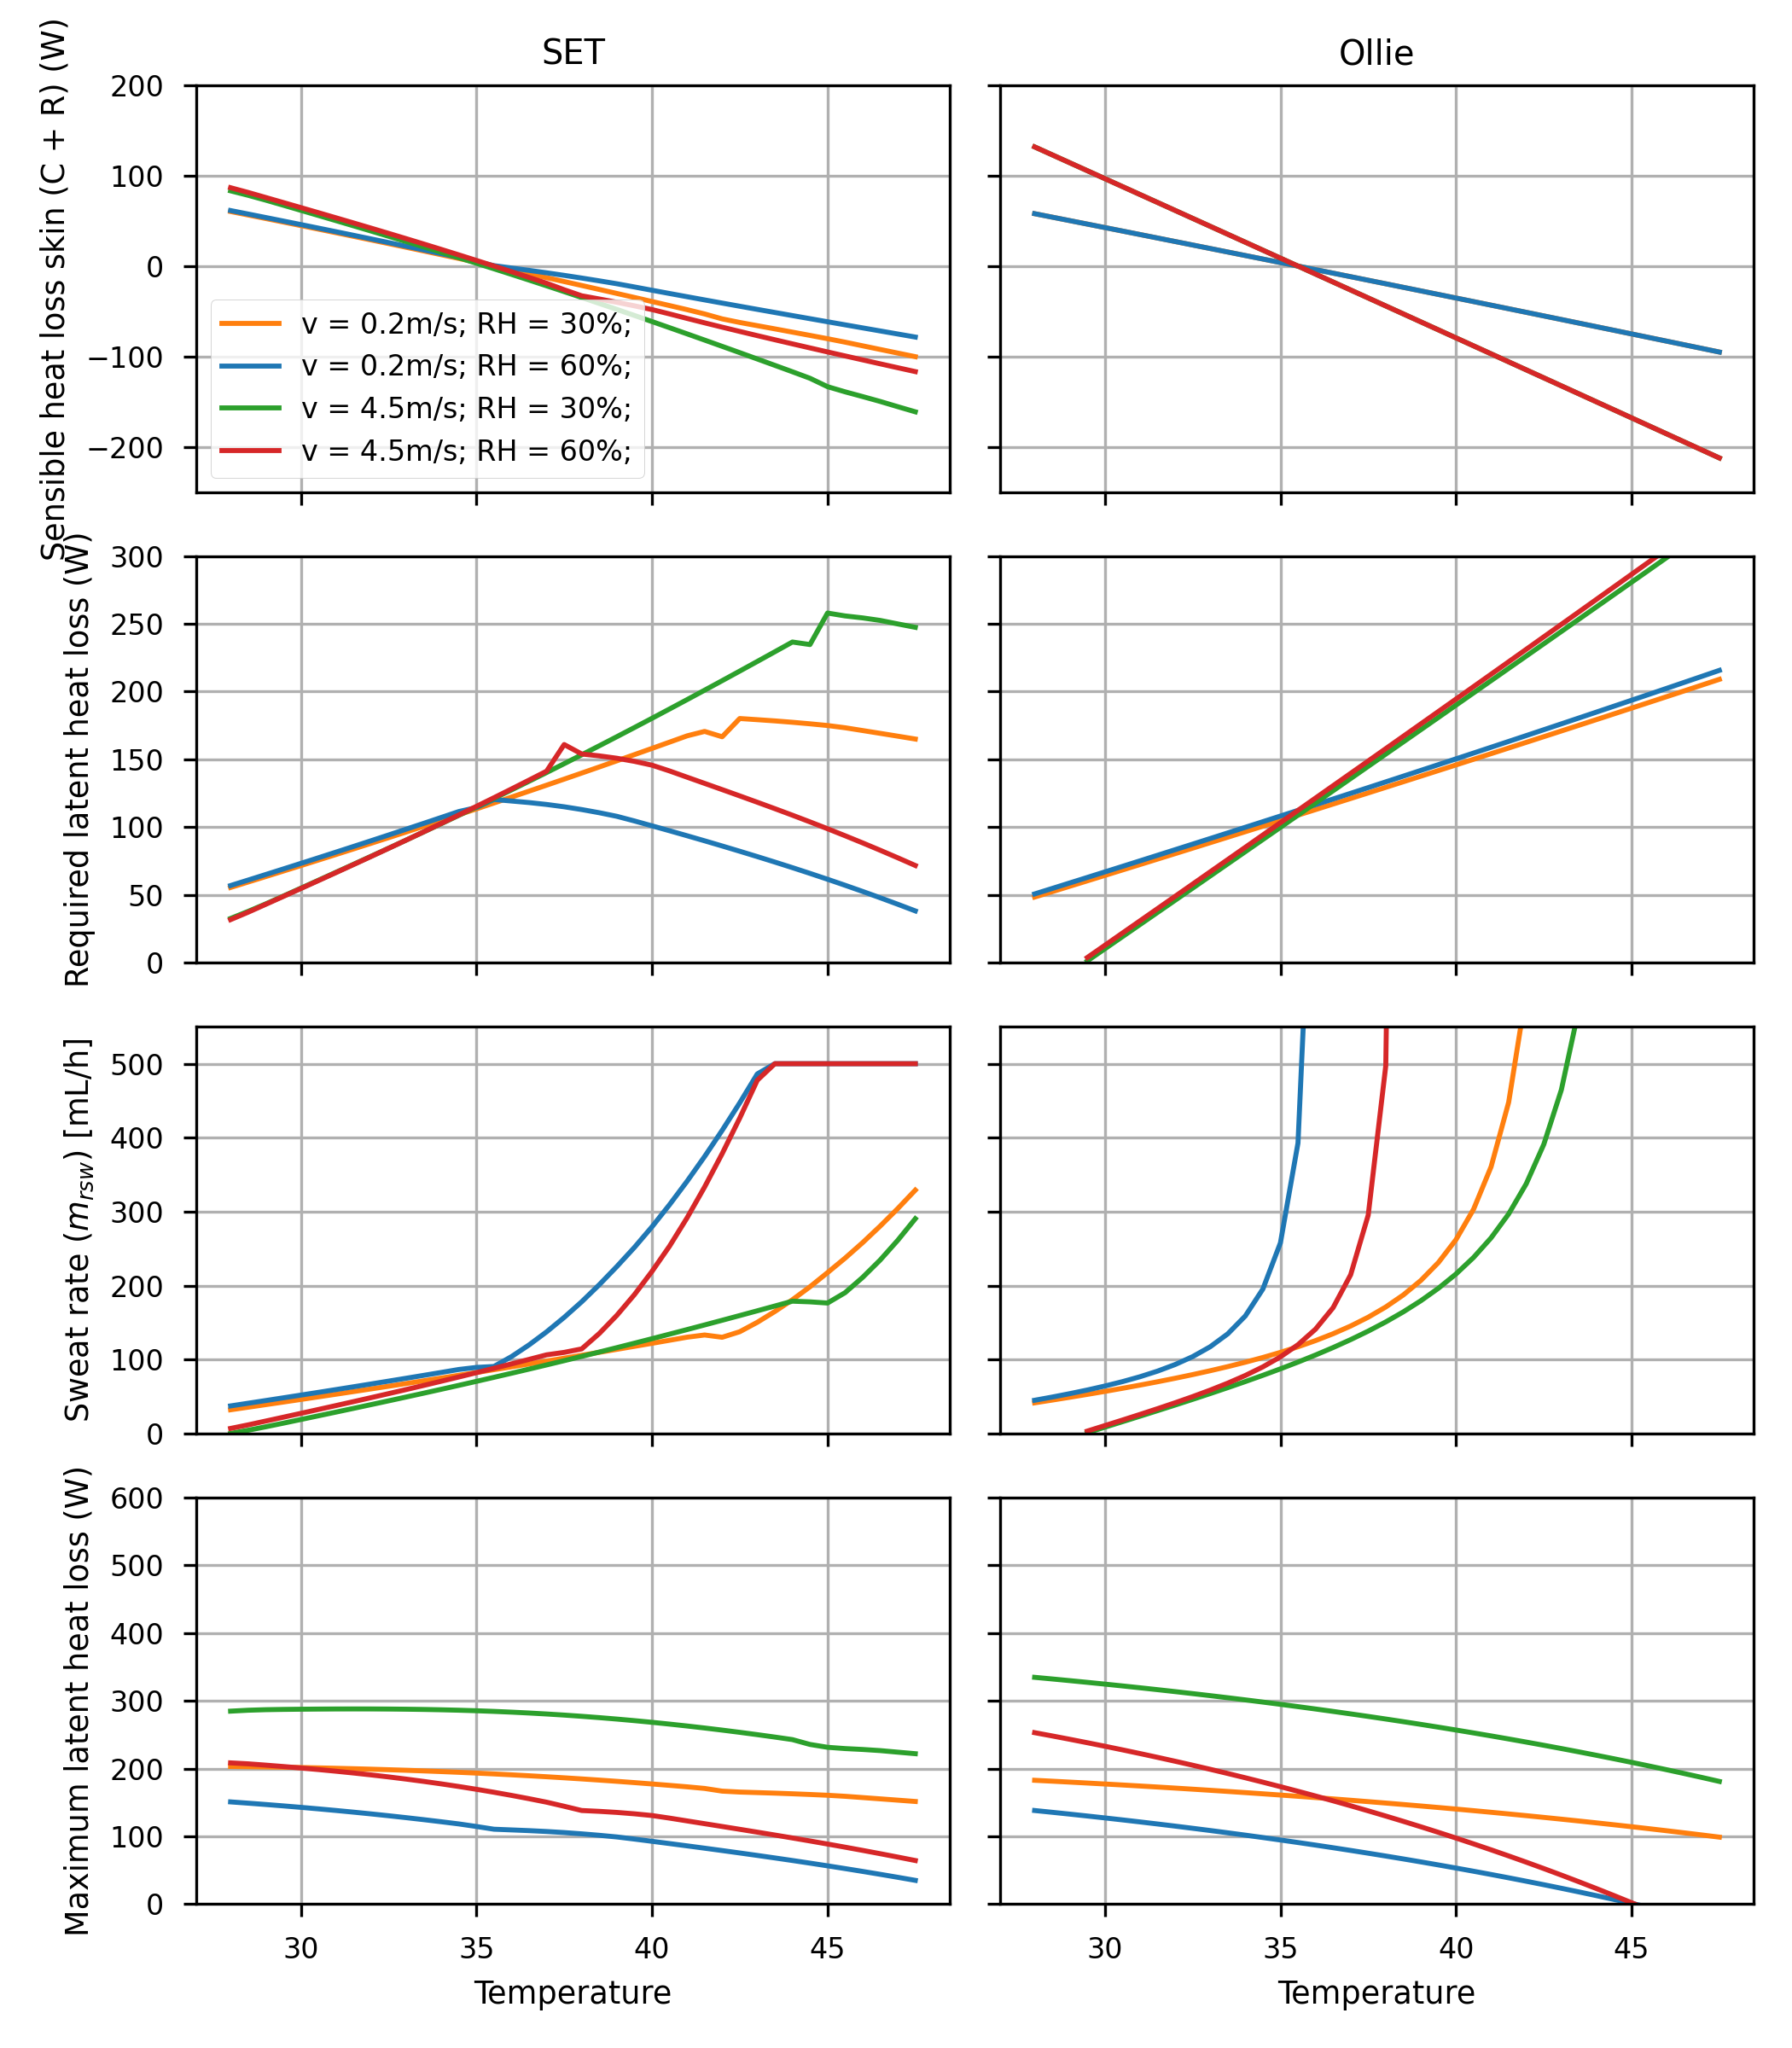 SET
Ollie
Sensible heat loss skin (C + R) (W)
200
100
0
−100
−200
v = 0.2m/s; RH = 30%;
v = 0.2m/s; RH = 60%;
v = 4.5m/s; RH = 30%;
v = 4.5m/s; RH = 60%;
Required latent heat loss (W)
300
250
200
150
100
50
0
Sweat rate (m_rsw) [mL/h]
500
400
300
200
100
0
Maximum latent heat loss (W)
600
500
400
300
200
100
0
30 35 40 45
30 35 40 45
Temperature
Temperature